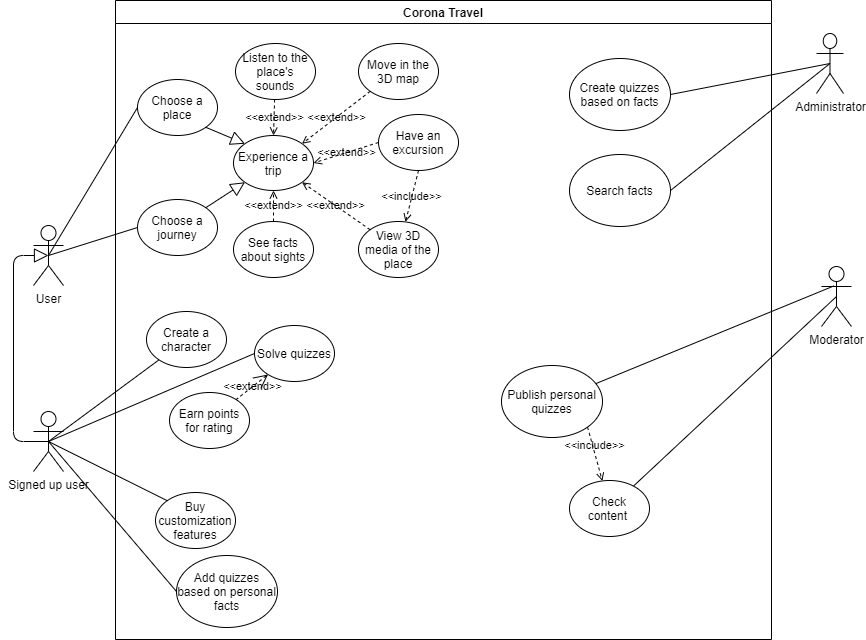 Corona Travel
Listen to the
place's
sounds
Move in the
3D map
Choose a
place
<<extend>>
<<extend>>
Have an
excursion
<<extend>>
Experience a
trip
<<include>>
<<extend>>
<<extend>>
Choose a
journey
See facts
about sights
View 3D
media of the
place
User
Create quizzes
based on facts
Administrator
Search facts
Create a
character
Solve quizzes
<<extend>>
Earn points
for rating
Signed up user
Buy
customization
features
Add quizzes
based on personal
facts
Moderator
Publish personal
quizzes
<<include>>
Check
content